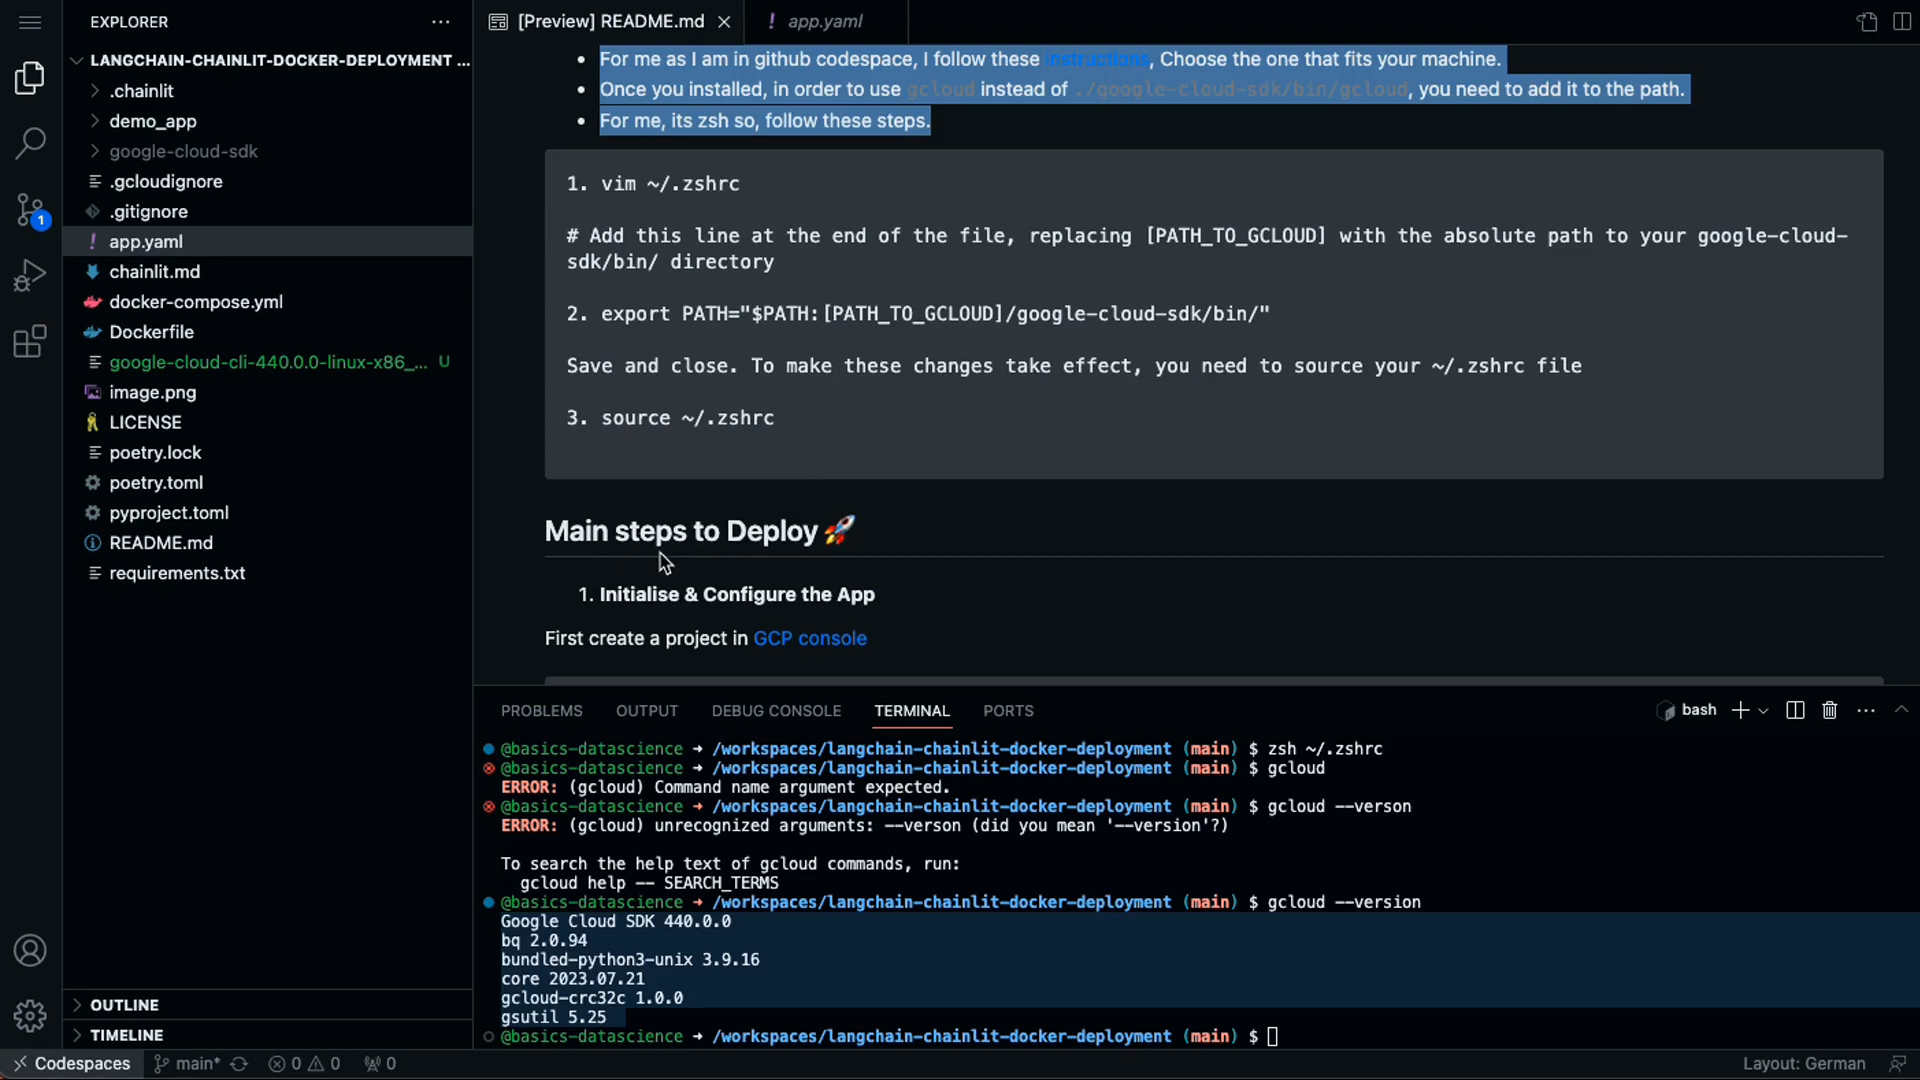 EXPLORER
LANGCHAIN-CHAINLIT-DOCKER-DEPLOYMENT ...
.chainlit
demo_app
google-cloud-sdk
.gcloudignore
.gitignore
app.yaml
chainlit.md
docker-compose.yml
Dockerfile
google-cloud-cli-440.0.0-linux-x86_... U
image.png
LICENSE
poetry.lock
poetry.toml
pyproject.toml
README.md
requirements.txt
OUTLINE
TIMELINE
1
[Preview] README.md
! app.yaml
• For me as I am in github codespace, I follow these instructions, Choose the one that fits your machine.
• Once you installed, in order to use gcloud instead of ./google-cloud-sdk/bin/gcloud, you need to add it to the path.
• For me, its zsh so, follow these steps.
1. vim ~/.zshrc
# Add this line at the end of the file, replacing [PATH_TO_GCLOUD] with the absolute path to your google-cloud-
sdk/bin/ directory
2. export PATH="$PATH:[PATH_TO_GCLOUD]/google-cloud-sdk/bin/"
Save and close. To make these changes take effect, you need to source your ~/.zshrc file
3. source ~/.zshrc
Main steps to Deploy 🚀
1. Initialise & Configure the App
First create a project in GCP console
PROBLEMS OUTPUT DEBUG CONSOLE TERMINAL PORTS
bash
@basics-datascience → /workspaces/langchain-chainlit-docker-deployment (main) $ zsh ~/.zshrc
@basics-datascience → /workspaces/langchain-chainlit-docker-deployment (main) $ gcloud
ERROR: (gcloud) Command name argument expected.
@basics-datascience → /workspaces/langchain-chainlit-docker-deployment (main) $ gcloud --verson
ERROR: (gcloud) unrecognized arguments: --verson (did you mean '--version'?)
To search the help text of gcloud commands, run:
gcloud help -- SEARCH_TERMS
@basics-datascience → /workspaces/langchain-chainlit-docker-deployment (main) $ gcloud --version
Google Cloud SDK 440.0.0
bq 2.0.94
bundled-python3-unix 3.9.16
core 2023.07.21
gcloud-crc32c 1.0.0
gsutil 5.25
@basics-datascience → /workspaces/langchain-chainlit-docker-deployment (main) $
Codespaces main* 0 0 0 Layout: German